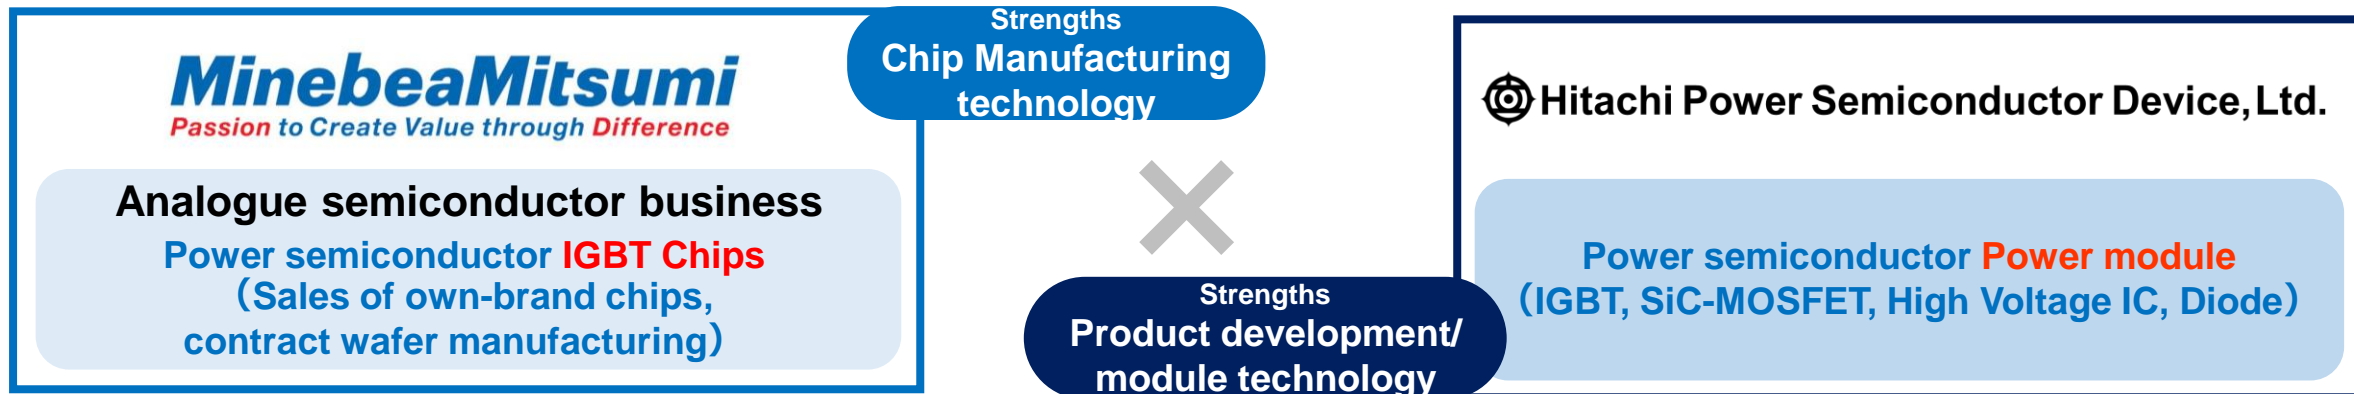 MinebeaMitsumi
Passion to Create Value through Difference
Analogue semiconductor business
Power semiconductor IGBT Chips
（Sales of own-brand chips,
contract wafer manufacturing）
Strengths
Chip Manufacturing
technology
Strengths
Product development/
module technology
Hitachi Power Semiconductor Device, Ltd.
Power semiconductor Power module
（IGBT, SiC-MOSFET, High Voltage IC, Diode）